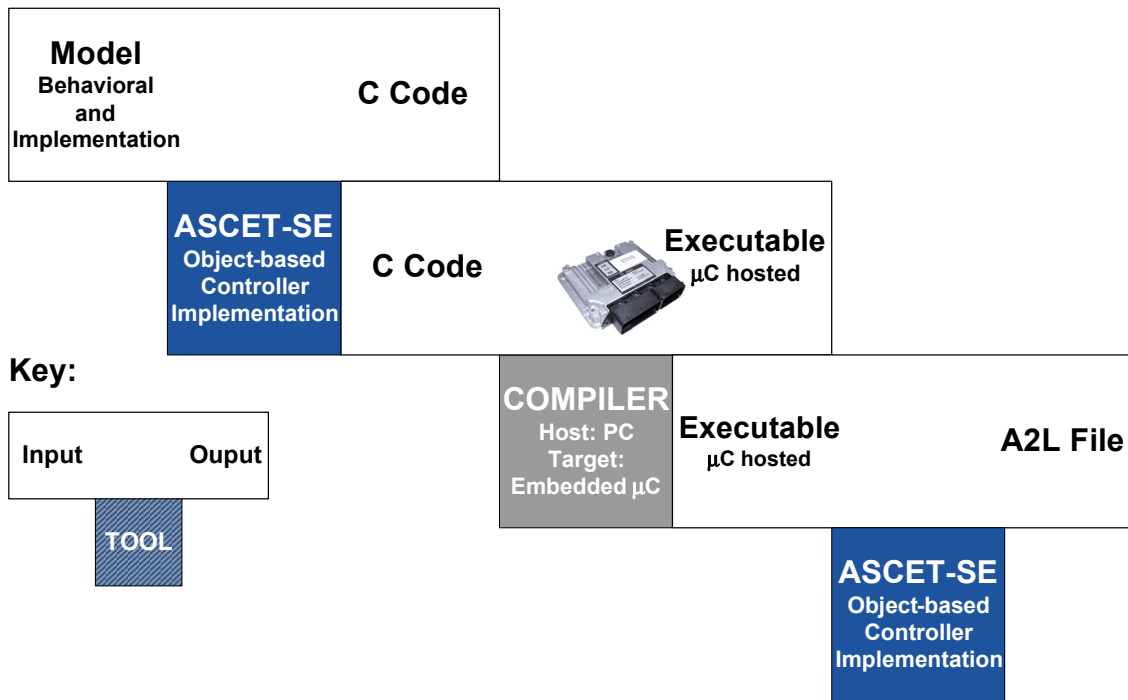 Model
Behavioral
and
Implementation
C Code
ASCET-SE
Object-based
Controller
Implementation
C Code
Executable
μC hosted
Key:
Input
Ouput
TOOL
COMPILER
Host: PC
Target:
Embedded μC
Executable
μC hosted
A2L File
ASCET-SE
Object-based
Controller
Implementation